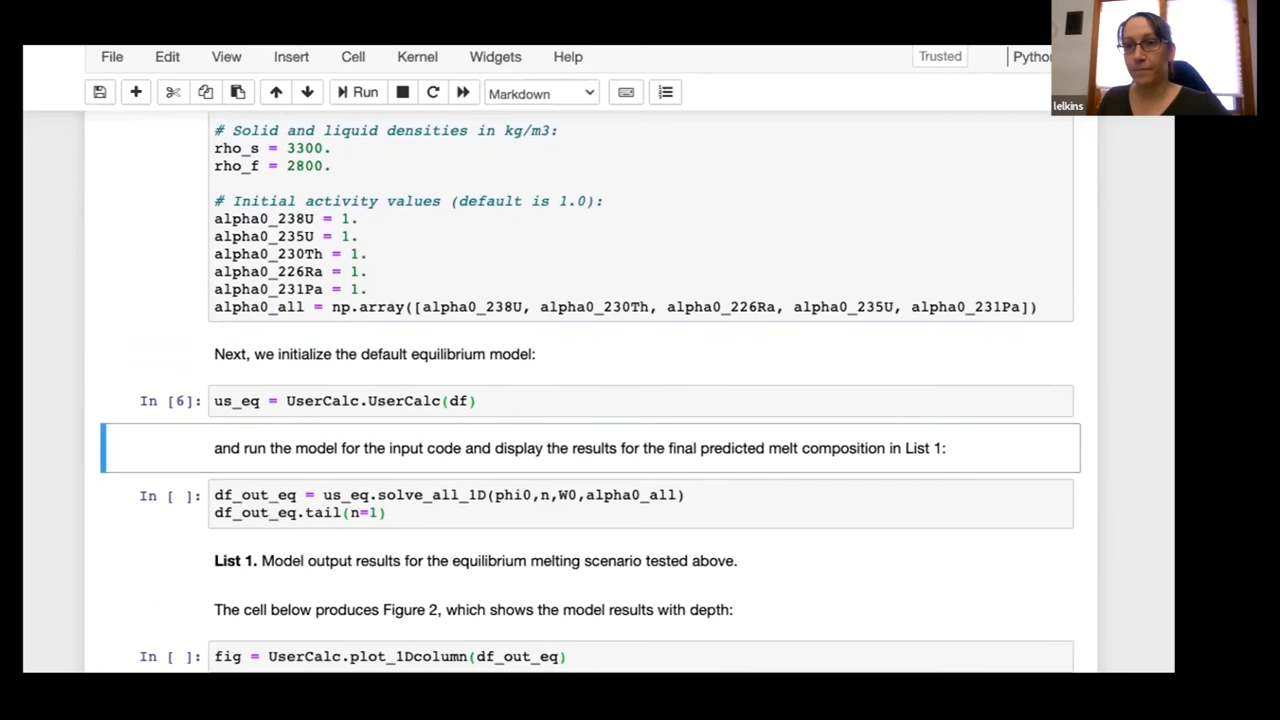 File Edit View Insert Cell Kernel Widgets Help Trusted Python
Run Markdown
lelkins
# Solid and liquid densities in kg/m3:
rho_s = 3300.
rho_f = 2800.
# Initial activity values (default is 1.0):
alpha0_238U = 1.
alpha0_235U = 1.
alpha0_230Th = 1.
alpha0_226Ra = 1.
alpha0_231Pa = 1.
alpha0_all = np.array([alpha0_238U, alpha0_230Th, alpha0_226Ra, alpha0_235U, alpha0_231Pa])
Next, we initialize the default equilibrium model:
In [6]: us_eq = UserCalc.UserCalc(df)
and run the model for the input code and display the results for the final predicted melt composition in List 1:
In [ ]: df_out_eq = us_eq.solve_all_1D(phi0,n,W0,alpha0_all)
df_out_eq.tail(n=1)
List 1. Model output results for the equilibrium melting scenario tested above.
The cell below produces Figure 2, which shows the model results with depth:
In [ ]: fig = UserCalc.plot_1Dcolumn(df_out_eq)